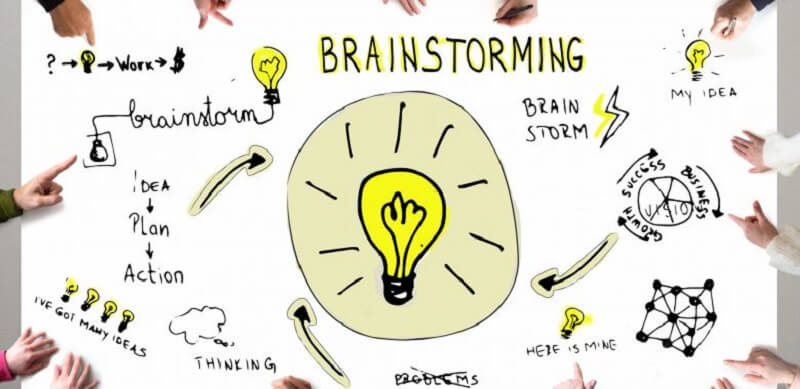 BRAINSTORMING
? → → WORK → $
brainstorm
BRAIN
STORM
MY IDEA
IDEA
Plan
Action
SUCCESS
BUSINESS
GROWTH
VISIO
I'VE GOT MANY IDEAS
THINKING
HERE IS MINE
PROBLEMS